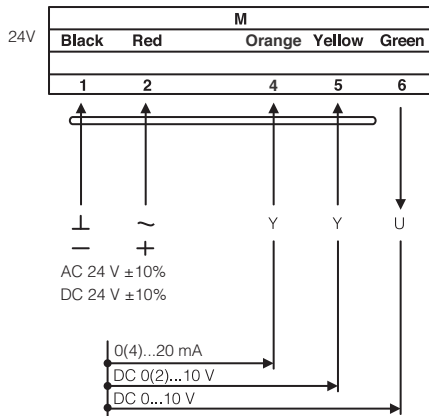 M
24V
Black Red Orange Yellow Green
1 2 4 5 6
⊥ ~ Y Y U
− +
AC 24 V ±10%
DC 24 V ±10%
0(4)...20 mA
DC 0(2)...10 V
DC 0...10 V